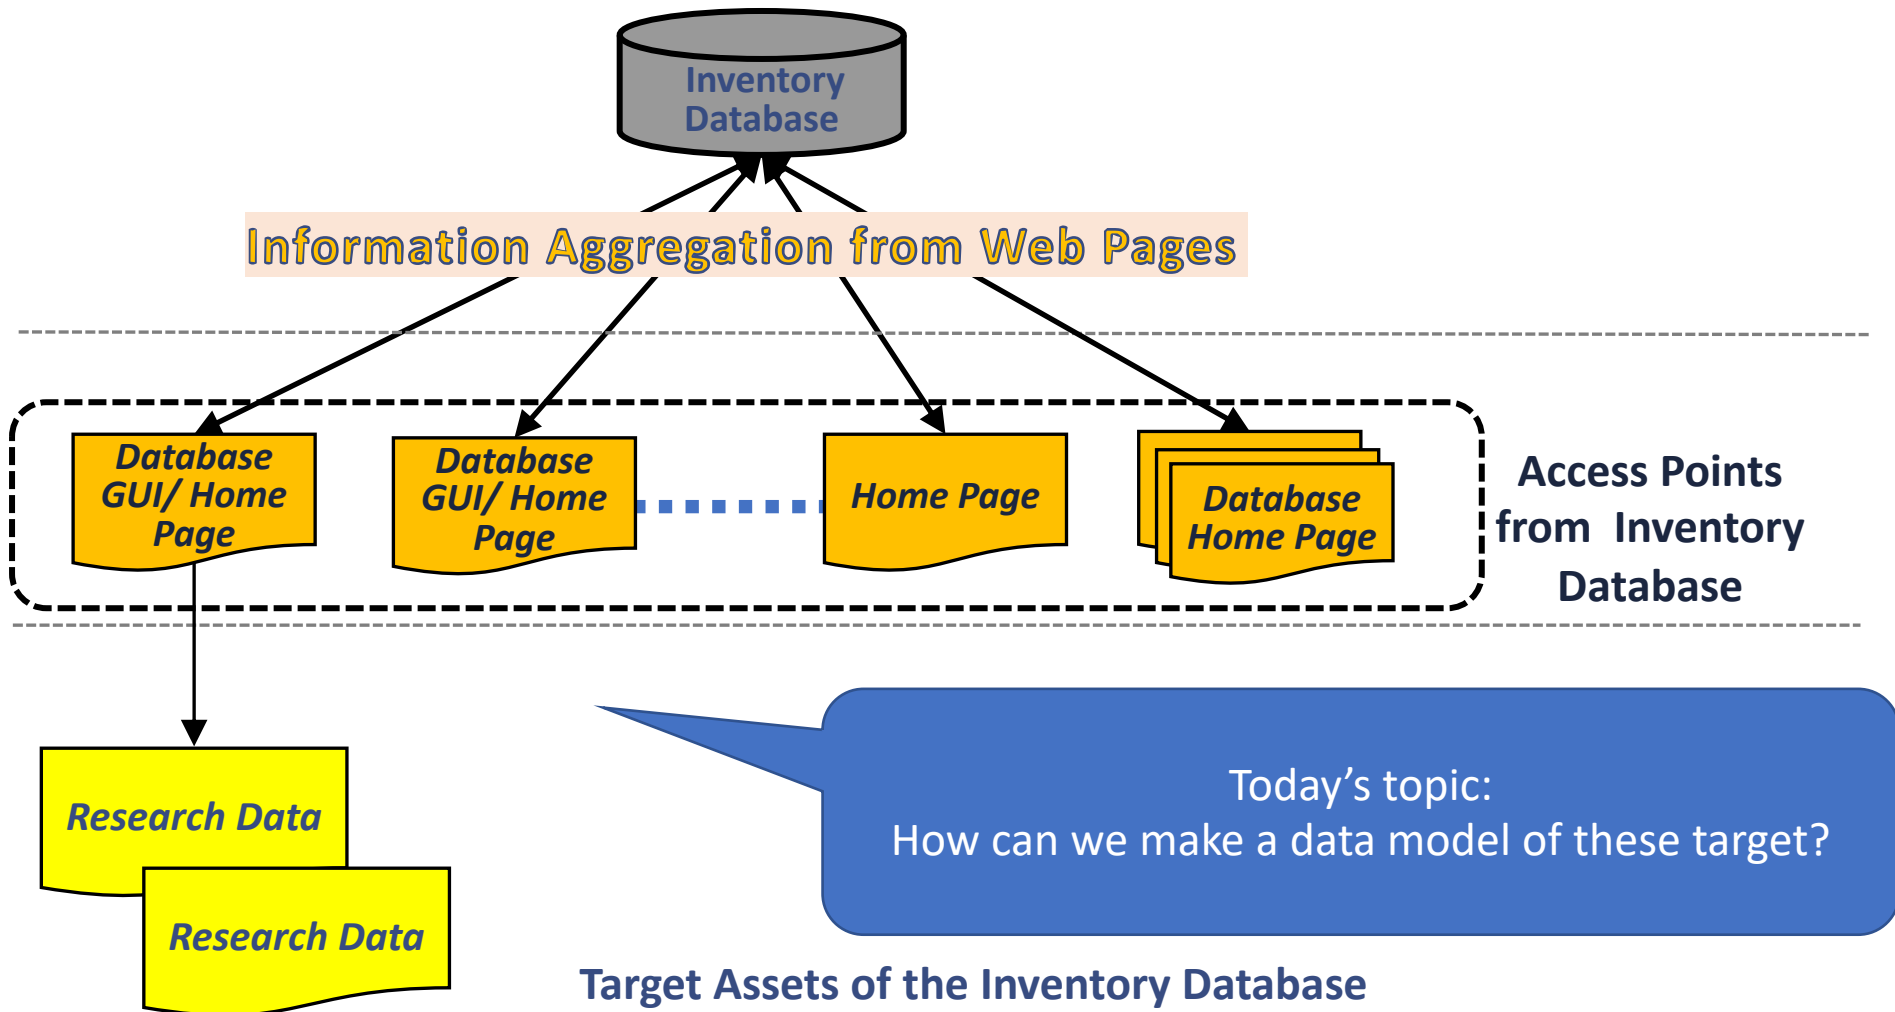 Inventory
Database
Information Aggregation from Web Pages
Database
GUI/ Home
Page
Database
GUI/ Home
Page
Home Page
Database
Home Page
Access Points
from Inventory
Database
Research Data
Research Data
Today’s topic:
How can we make a data model of these target?
Target Assets of the Inventory Database